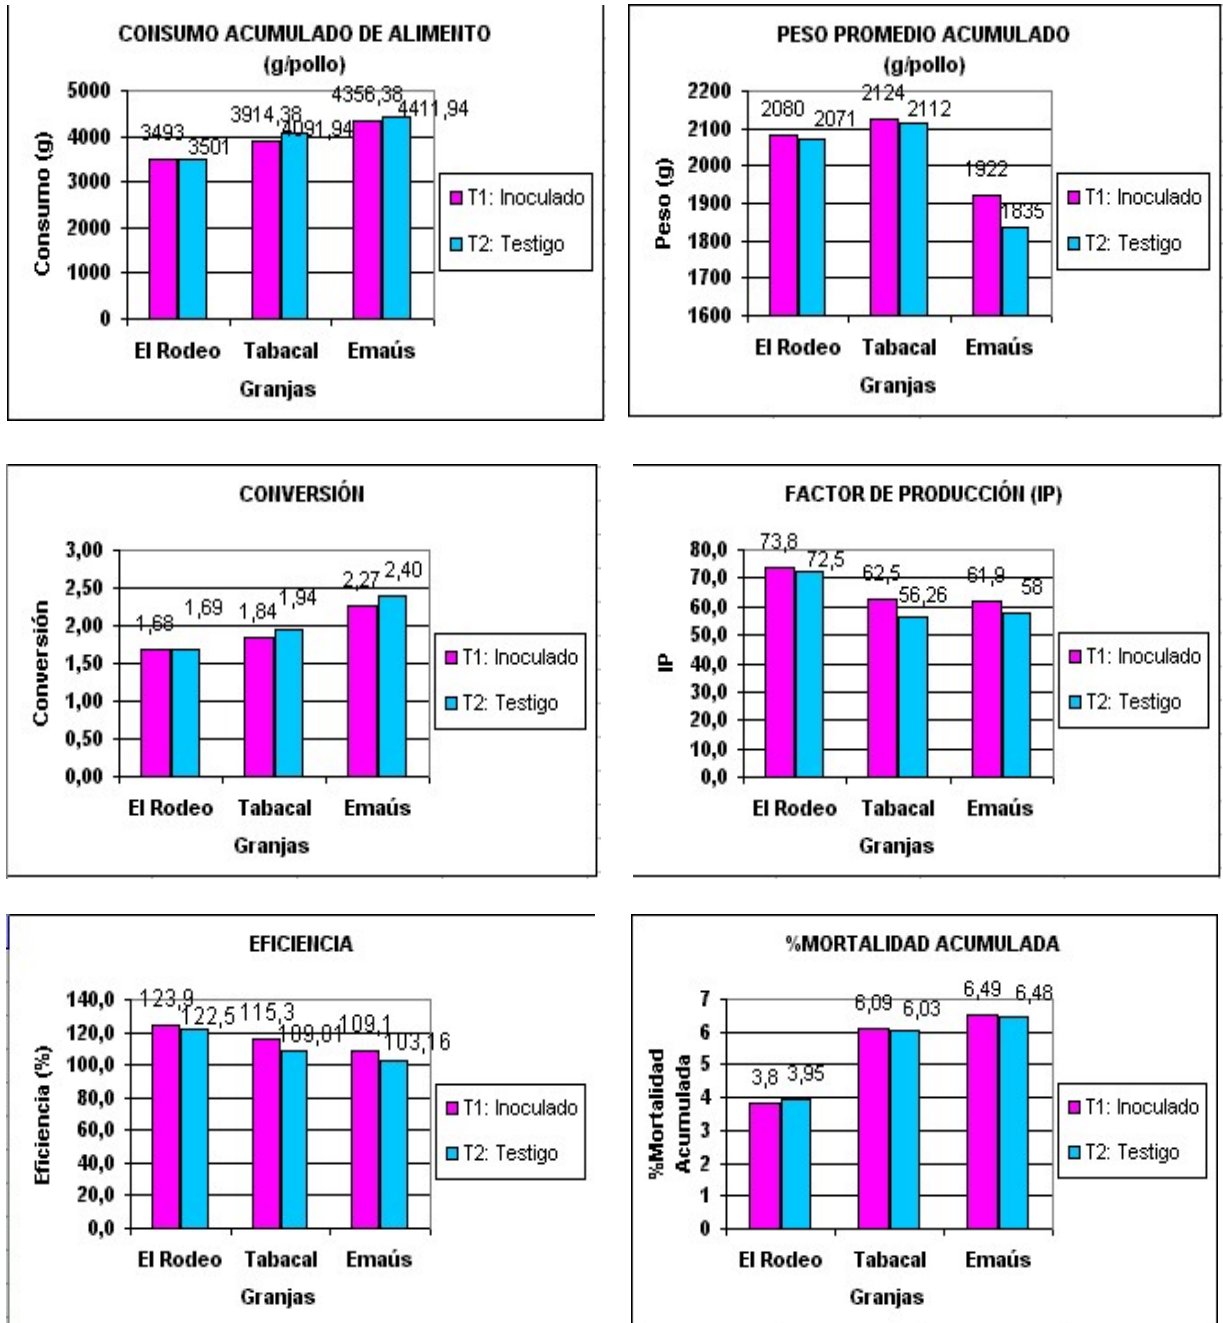 CONSUMO ACUMULADO DE ALIMENTO
(g/pollo)
5000
4000
3000
2000
1000
0
Consumo (g)
3493
3501
3914,38
4091,94
4356,38
4411,94
El Rodeo Tabacal Emaús
Granjas
T1: Inoculado
T2: Testigo
PESO PROMEDIO ACUMULADO
(g/pollo)
2200
2100
2000
1900
1800
1700
1600
Peso (g)
2080
2071
2124
2112
1922
1835
El Rodeo Tabacal Emaús
Granjas
T1: Inoculado
T2: Testigo
CONVERSIÓN
3,00
2,50
2,00
1,50
1,00
0,50
0,00
Conversión
1,68
1,69
1,84
1,94
2,27
2,40
El Rodeo Tabacal Emaús
Granjas
T1: Inoculado
T2: Testigo
FACTOR DE PRODUCCIÓN (IP)
80,0
70,0
60,0
50,0
40,0
30,0
20,0
10,0
0,0
IP
73,8
72,5
62,5
56,26
61,9
58
El Rodeo Tabacal Emaús
Granjas
T1: Inoculado
T2: Testigo
EFICIENCIA
140,0
120,0
100,0
80,0
60,0
40,0
20,0
0,0
Eficiencia (%)
123,9
122,5
115,3
109,01
109,1
103,16
El Rodeo Tabacal Emaús
Granjas
T1: Inoculado
T2: Testigo
%MORTALIDAD ACUMULADA
7
6
5
4
3
2
1
0
%Mortalidad
Acumulada
3,8
3,95
6,09
6,03
6,49
6,48
El Rodeo Tabacal Emaús
Granjas
T1: Inoculado
T2: Testigo